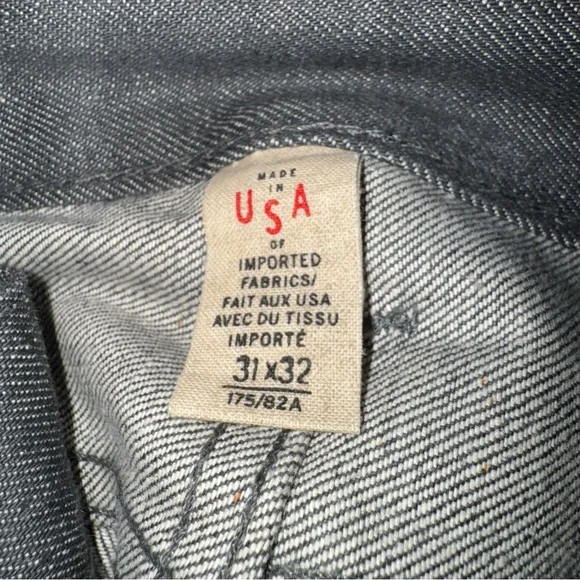 MADE
IN
USA
OF
IMPORTED
FABRICS/
FAIT AUX USA
AVEC DU TISSU
IMPORTÉ
31x32
175/82A